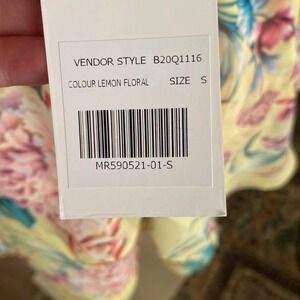 VENDOR STYLE B20Q1116
COLOUR LEMON FLORAL SIZE S
MR590521-01-S